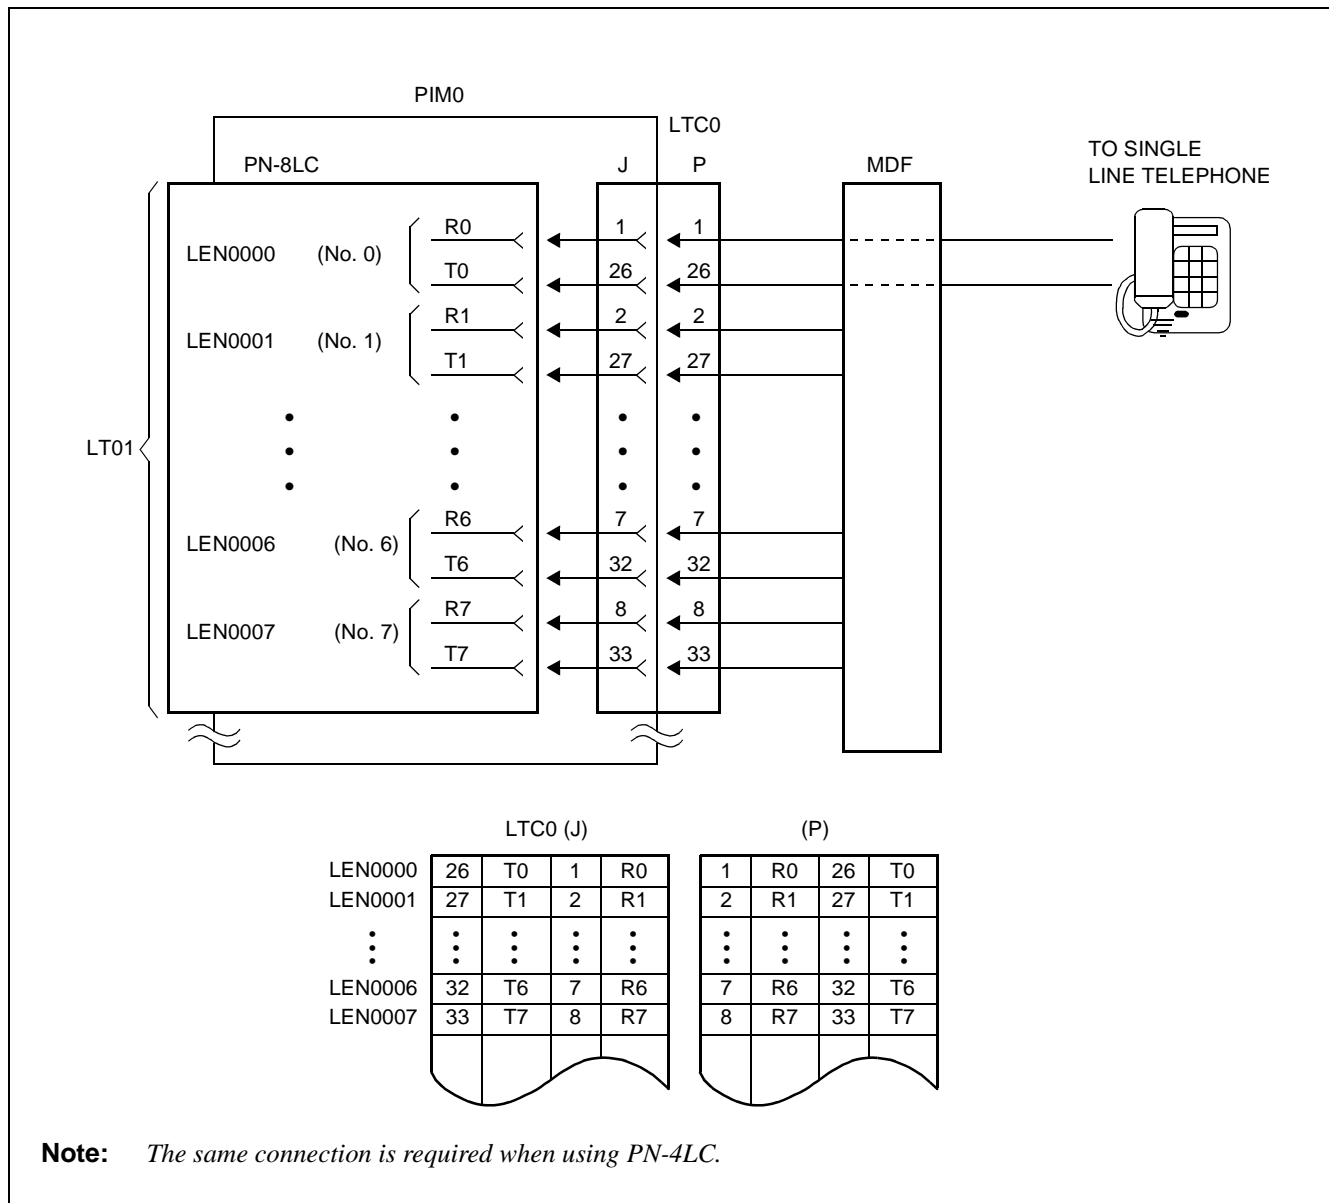 PIM0
LTC0
PN-8LC J P MDF
TO SINGLE
LINE TELEPHONE
R0 1 1
LEN0000 (No. 0)
T0 26 26
R1 2 2
LEN0001 (No. 1)
T1 27 27
LT01
R6 7 7
LEN0006 (No. 6)
T6 32 32
R7 8 8
LEN0007 (No. 7)
T7 33 33
LTC0 (J) (P)
LEN0000 26 T0 1 R0 1 R0 26 T0
LEN0001 27 T1 2 R1 2 R1 27 T1
LEN0006 32 T6 7 R6 7 R6 32 T6
LEN0007 33 T7 8 R7 8 R7 33 T7
Note: The same connection is required when using PN-4LC.